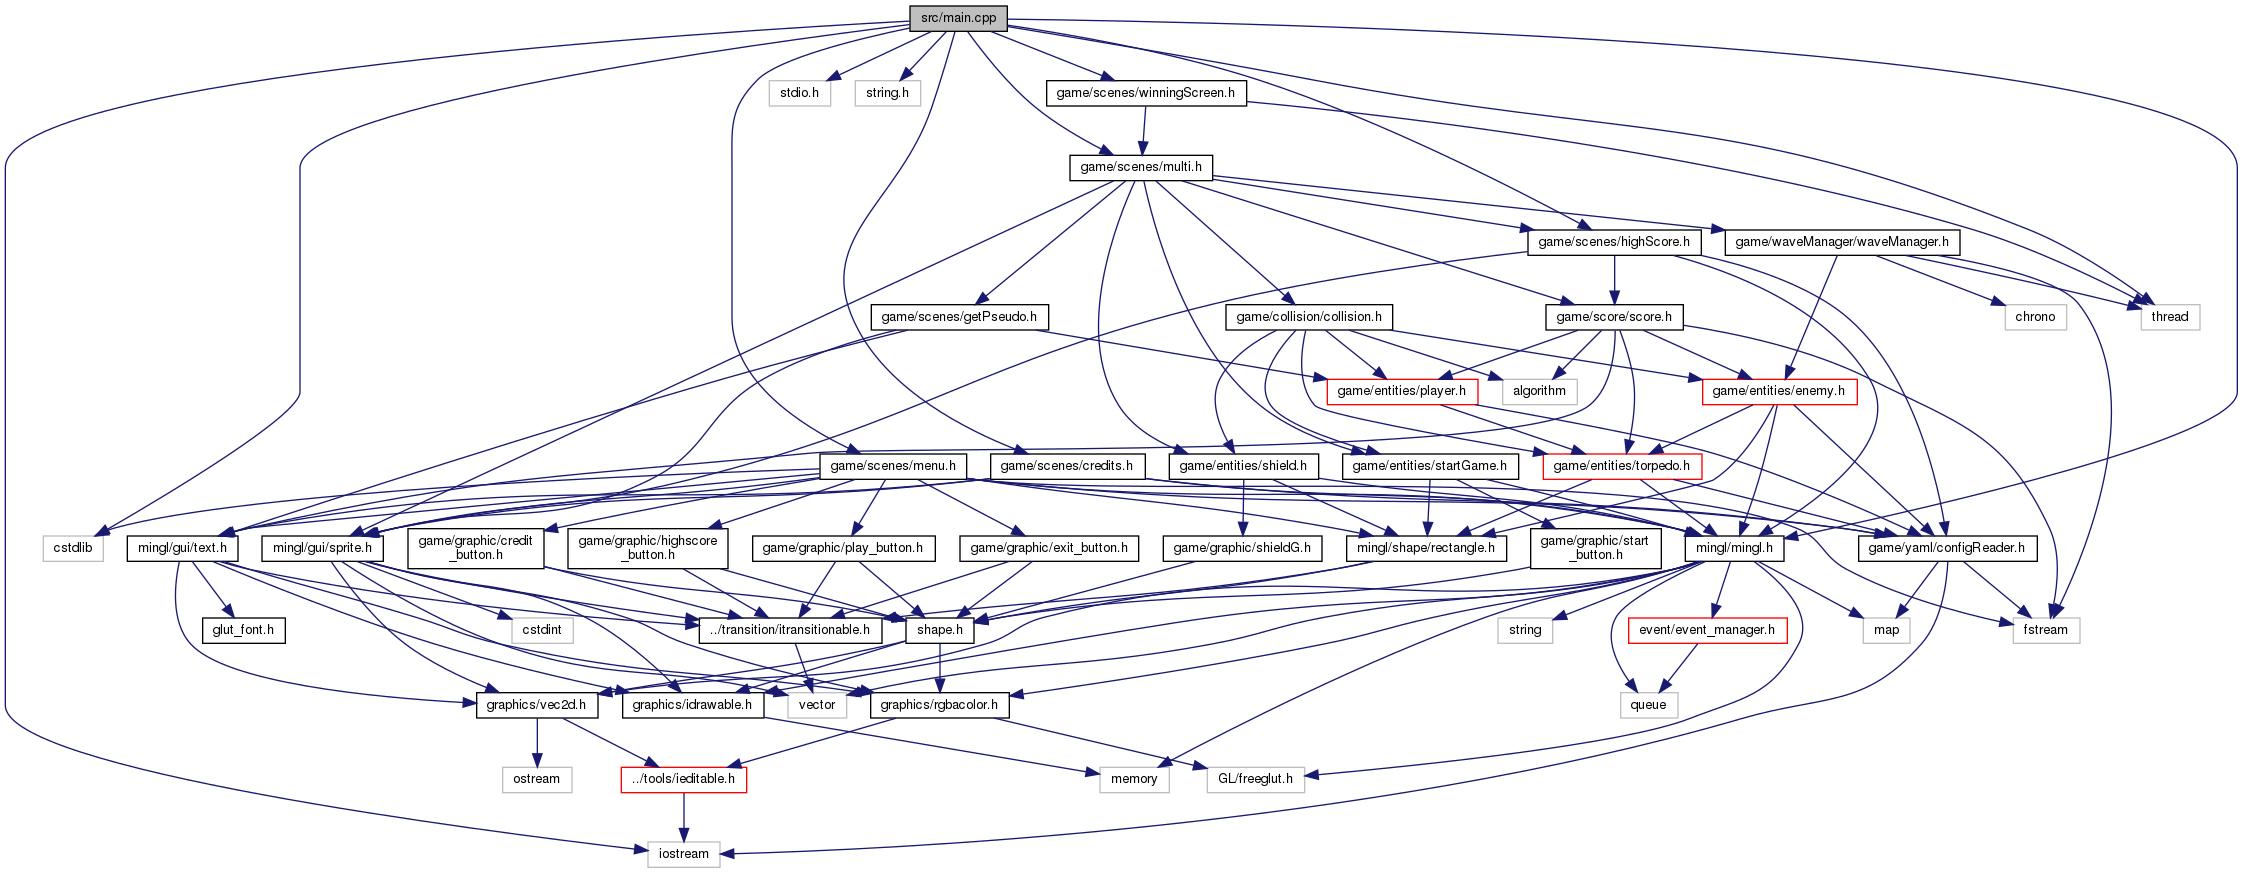 src/main.cpp
stdio.h
string.h
game/scenes/winningScreen.h
game/scenes/multi.h
game/scenes/highScore.h
game/waveManager/waveManager.h
game/scenes/getPseudo.h
game/collision/collision.h
game/score/score.h
chrono
thread
game/entities/player.h
algorithm
game/entities/enemy.h
game/scenes/menu.h
game/scenes/credits.h
game/entities/shield.h
game/entities/startGame.h
game/entities/torpedo.h
cstdlib
mingl/gui/text.h
mingl/gui/sprite.h
game/graphic/credit
_button.h
game/graphic/highscore
_button.h
game/graphic/play_button.h
game/graphic/exit_button.h
game/graphic/shieldG.h
mingl/shape/rectangle.h
game/graphic/start
_button.h
mingl/mingl.h
game/yaml/configReader.h
glut_font.h
cstdint
../transition/itransitionable.h
shape.h
string
event/event_manager.h
map
fstream
graphics/vec2d.h
graphics/idrawable.h
vector
graphics/rgbacolor.h
queue
ostream
../tools/ieditable.h
memory
GL/freeglut.h
iostream